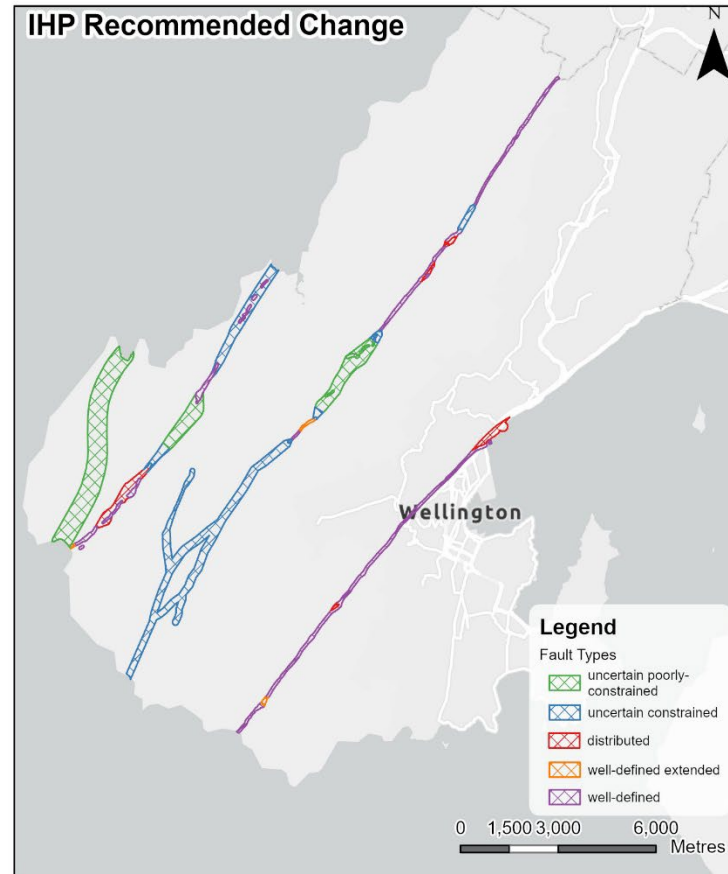 IHP Recommended Change
N
Wellington
Legend
Fault Types
uncertain poorly-
constrained
uncertain constrained
distributed
well-defined extended
well-defined
0 1,500 3,000 6,000
Metres